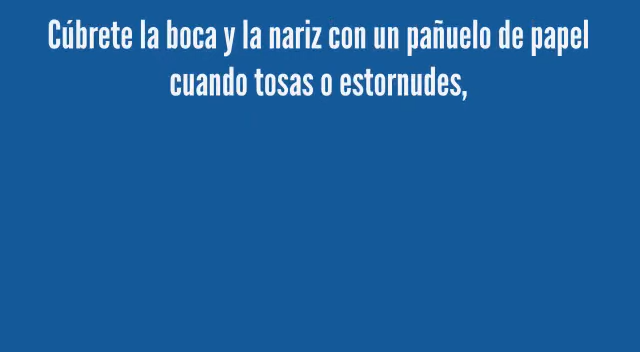 Cúbrete la boca y la nariz con un pañuelo de papel
cuando tosas o estornudes,